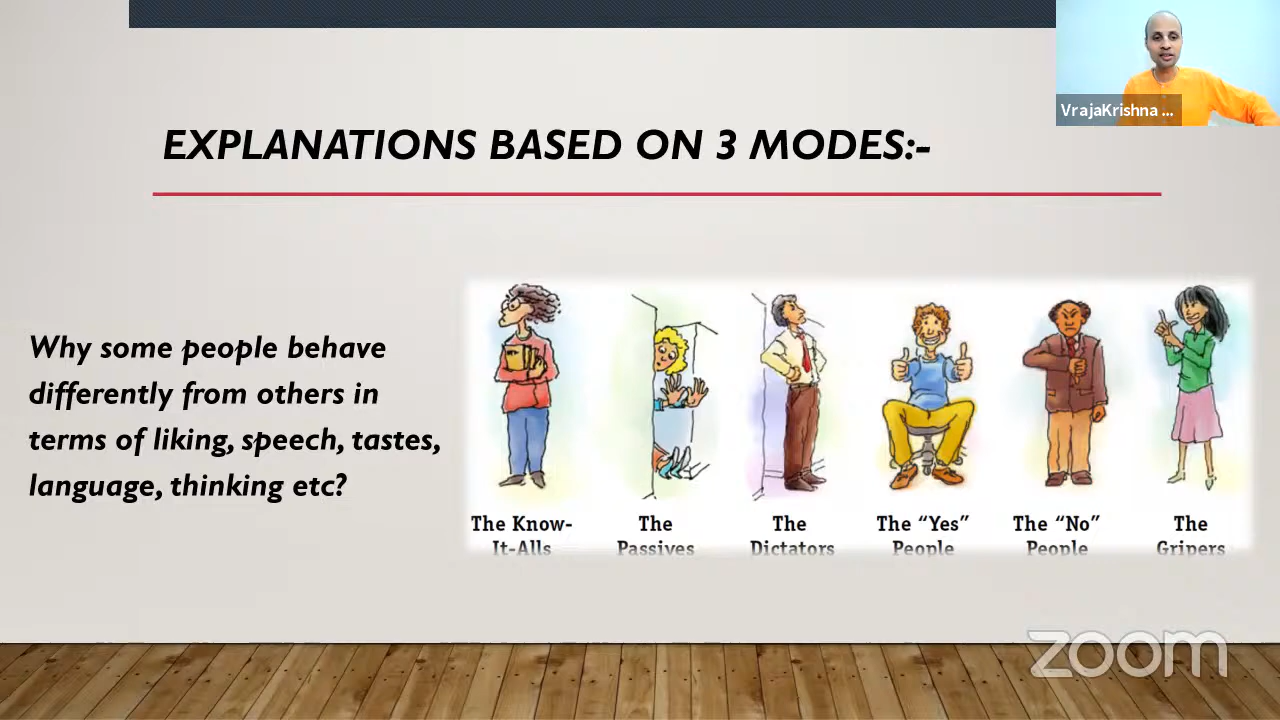 VrajaKrishna ...
EXPLANATIONS BASED ON 3 MODES:-
Why some people behave
differently from others in
terms of liking, speech, tastes,
language, thinking etc?
The Know-
It-Alls
The
Passives
The
Dictators
The “Yes”
People
The “No”
People
The
Gripers
zoom